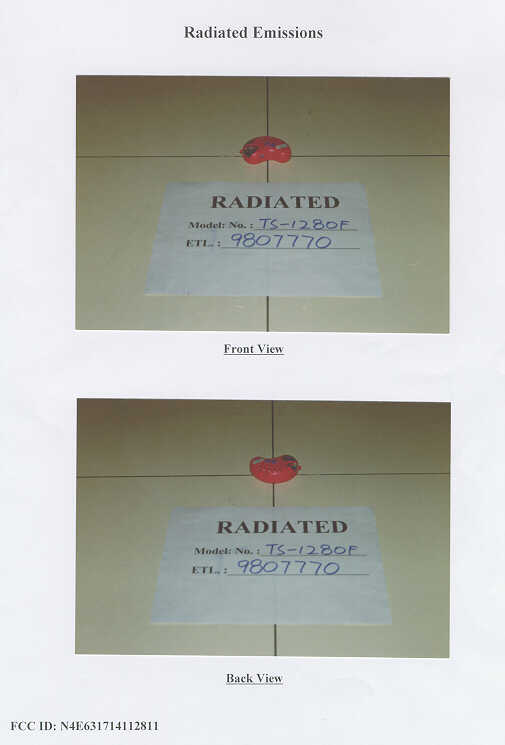 Radiated Emissions
RADIATED
Model: No. : TS-1280F
ETL. : 9807770
Front View
RADIATED
Model: No. : TS-1280F
ETL. : 9807770
Back View
FCC ID: N4E631714112811